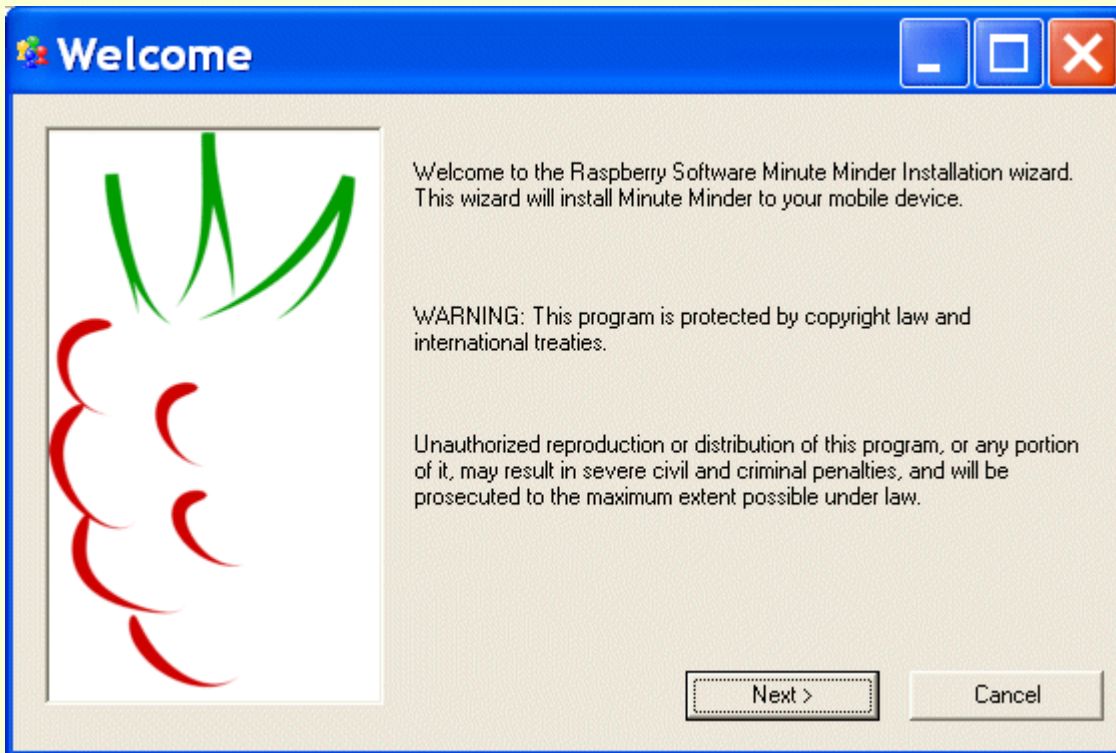 Welcome
Welcome to the Raspberry Software Minute Minder Installation wizard.
This wizard will install Minute Minder to your mobile device.
WARNING: This program is protected by copyright law and
international treaties.
Unauthorized reproduction or distribution of this program, or any portion
of it, may result in severe civil and criminal penalties, and will be
prosecuted to the maximum extent possible under law.
Next >
Cancel